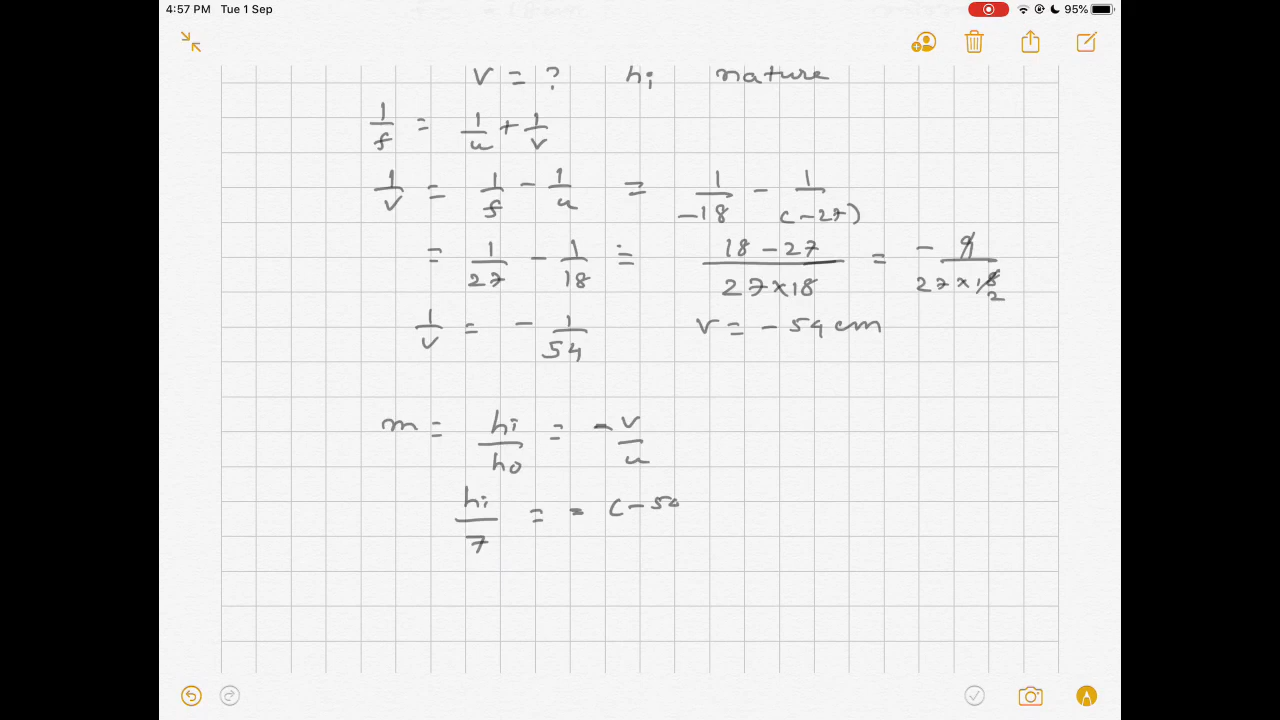 4:57 PM Tue 1 Sep 95%
v = ? hi nature
1/f = 1/u + 1/v
1/v = 1/f - 1/u = 1/-18 - 1/(-27)
= 1/27 - 1/18 = 18 - 27/27×18 = - 9/27×18 2
1/v = - 1/54 v = - 54 cm
m = hi/ho = - v/u
hi/7 = - (-54